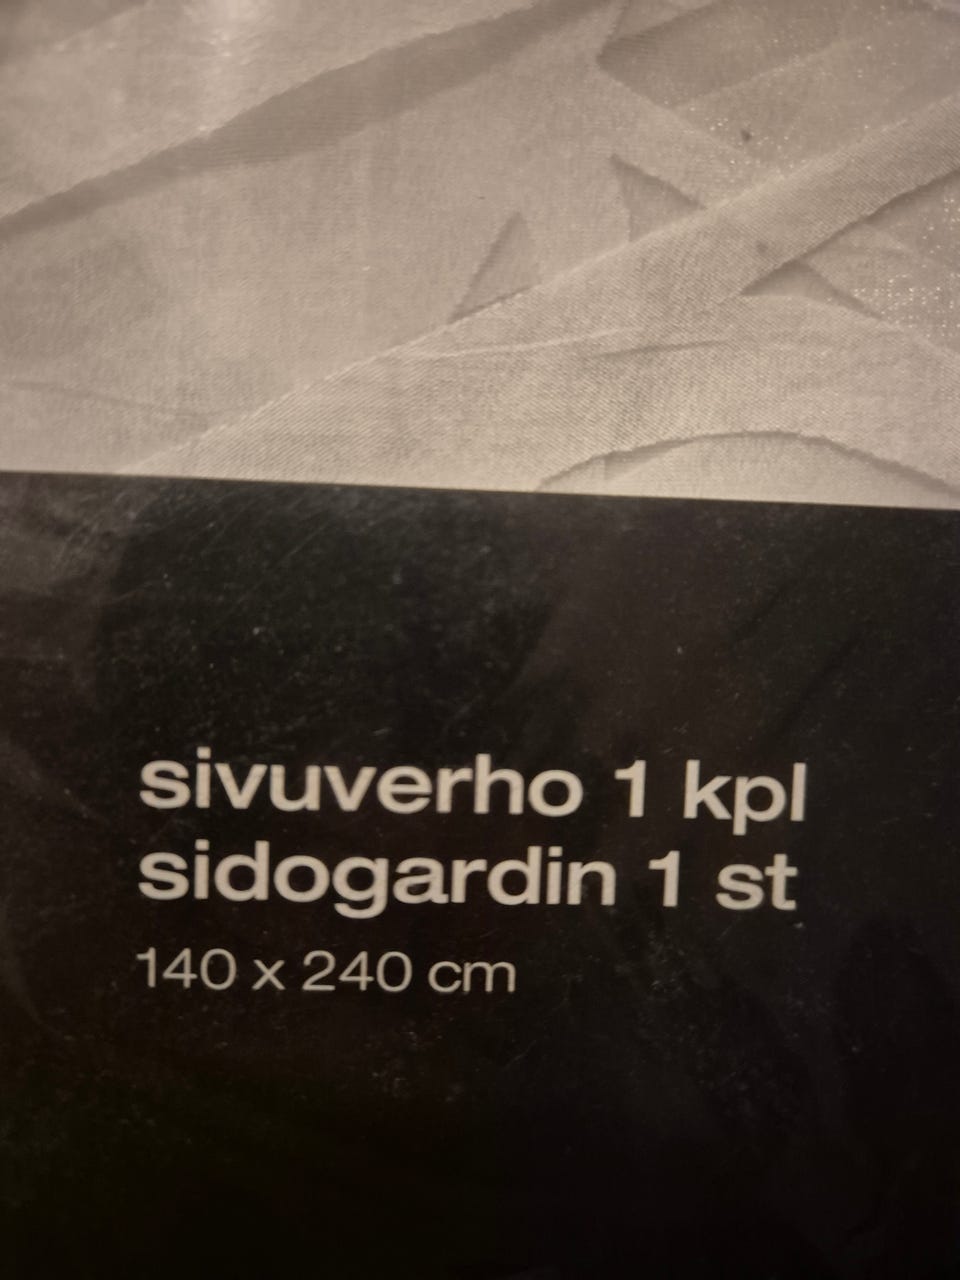 sivuverho 1 kpl
sidogardin 1 st
140 x 240 cm